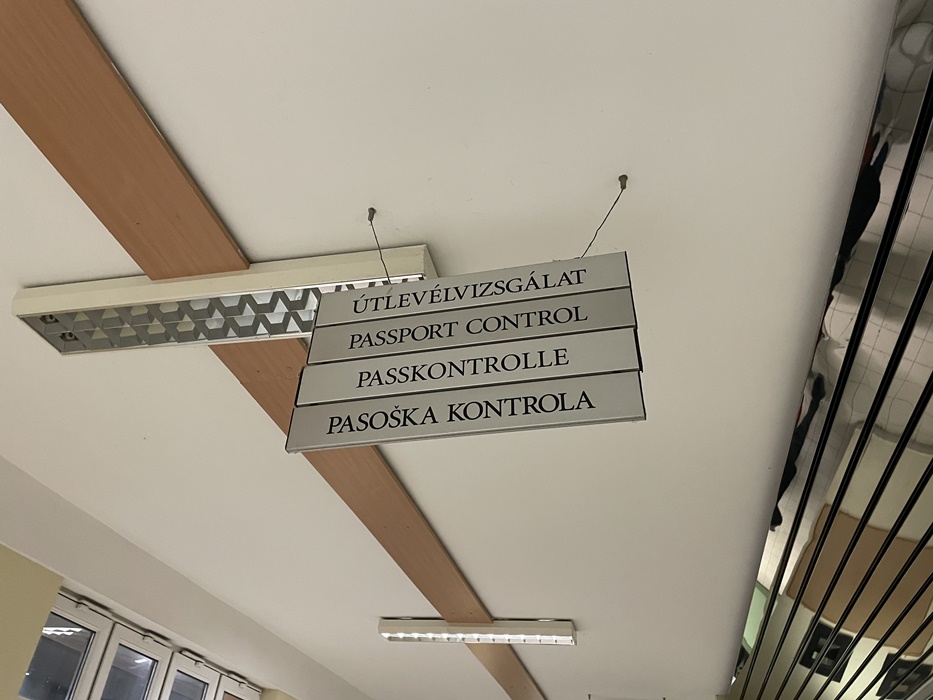 ÚTLEVÉLVIZSGÁLAT
PASSPORT CONTROL
PASSKONTROLLE
PASOŠKA KONTROLA